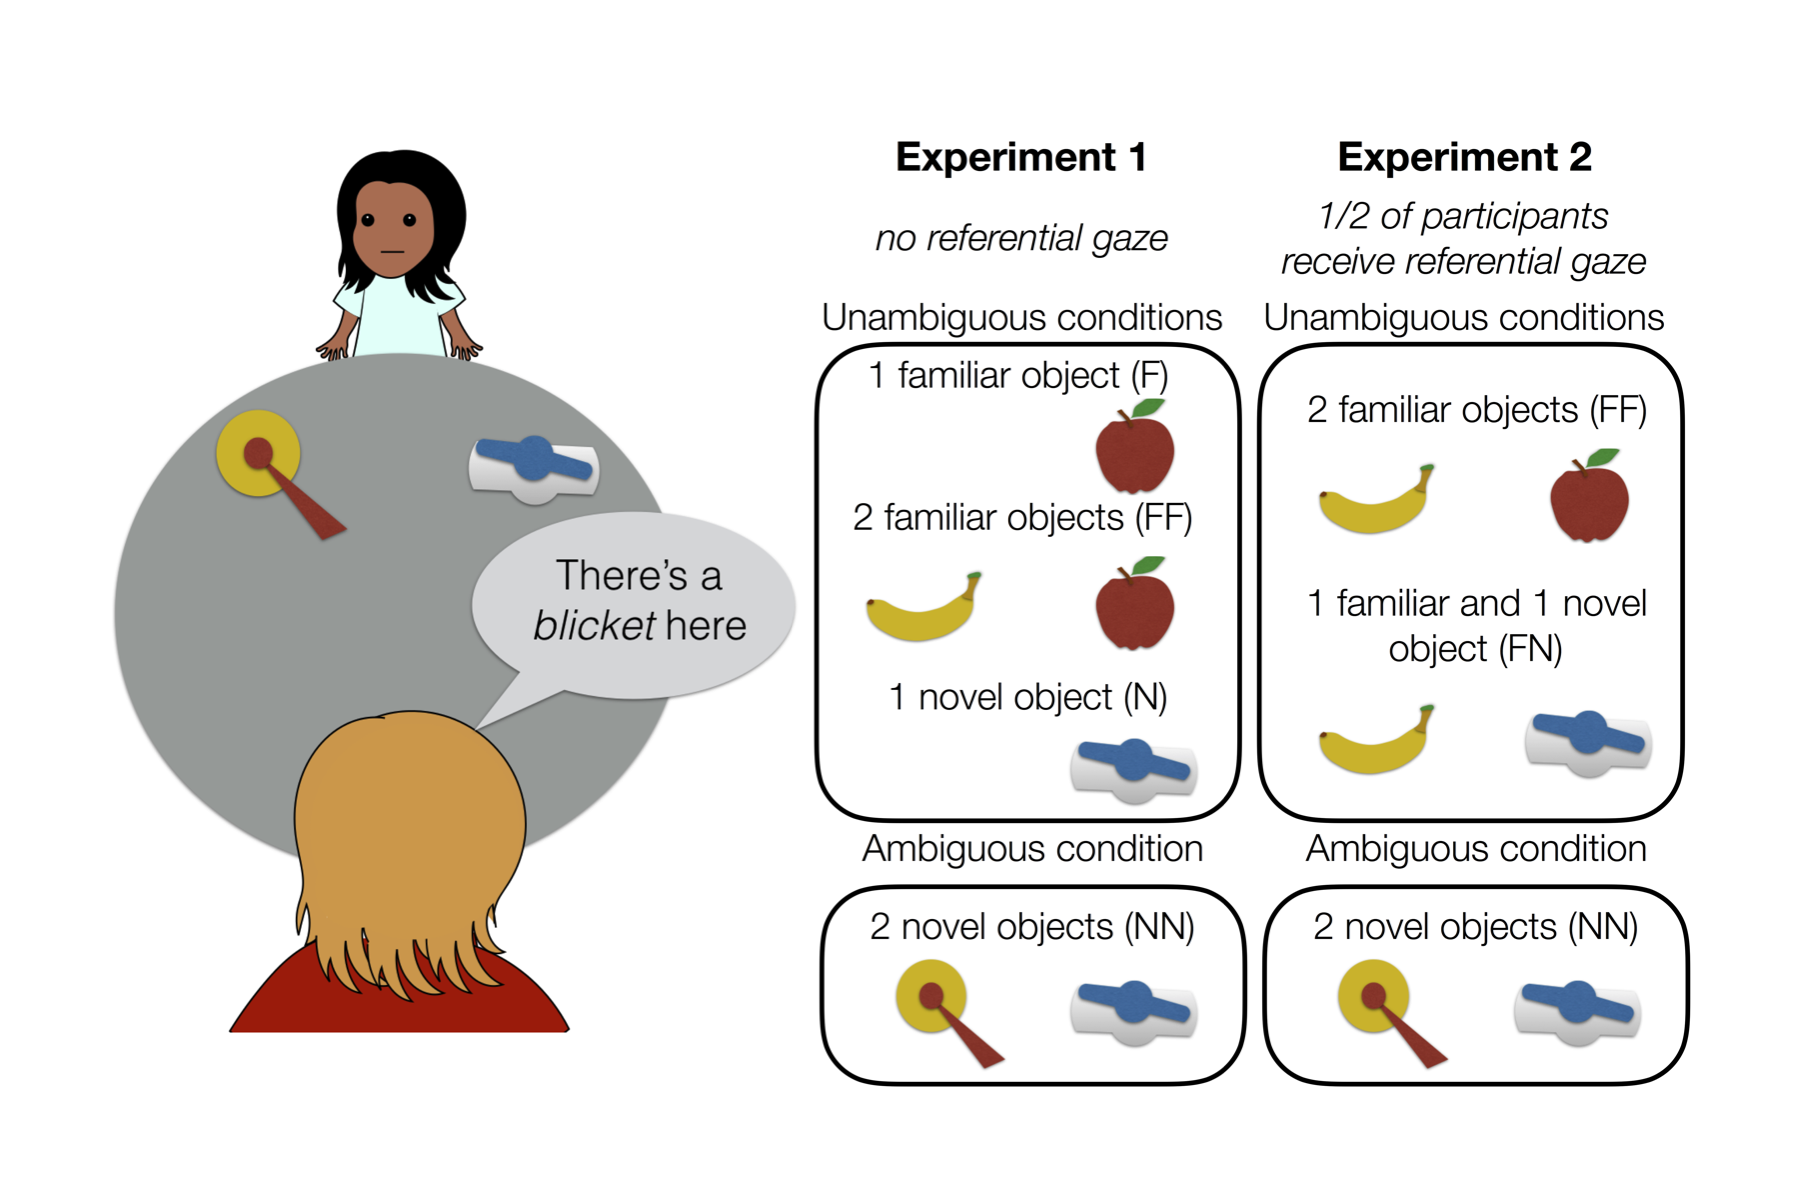 There's a
blicket here
Experiment 1
no referential gaze
Unambiguous conditions
1 familiar object (F)
2 familiar objects (FF)
1 novel object (N)
Ambiguous condition
2 novel objects (NN)
Experiment 2
1/2 of participants
receive referential gaze
Unambiguous conditions
2 familiar objects (FF)
1 familiar and 1 novel
object (FN)
Ambiguous condition
2 novel objects (NN)